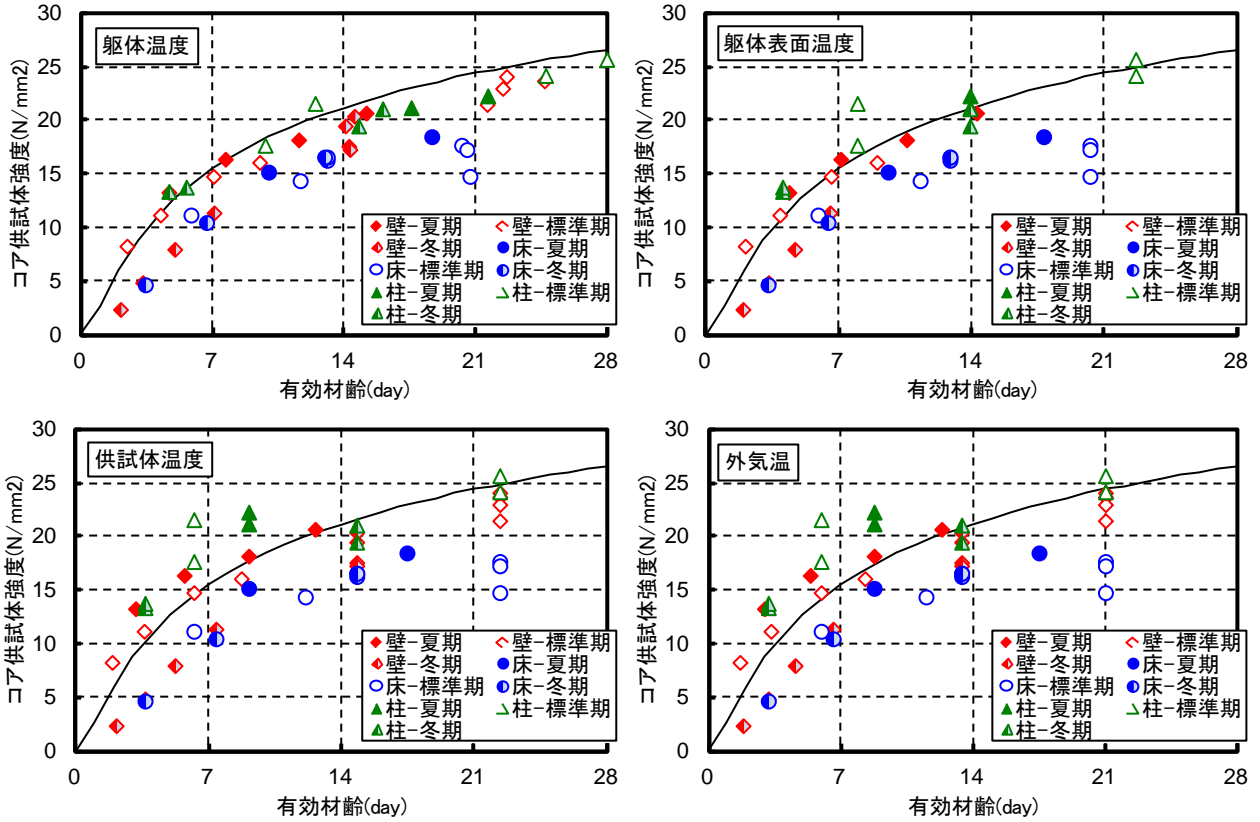 躯体温度
コア供試体強度(N/mm2)
30
25
20
15
10
5
0
0 7 14 21 28
有効材齢(day)
壁-夏期 壁-標準期
壁-冬期 床-夏期
床-標準期 床-冬期
柱-夏期 柱-標準期
柱-冬期
躯体表面温度
コア供試体強度(N/mm2)
30
25
20
15
10
5
0
0 7 14 21 28
有効材齢(day)
壁-夏期 壁-標準期
壁-冬期 床-夏期
床-標準期 床-冬期
柱-夏期 柱-標準期
柱-冬期
供試体温度
コア供試体強度(N/mm2)
30
25
20
15
10
5
0
0 7 14 21 28
有効材齢(day)
壁-夏期 壁-標準期
壁-冬期 床-夏期
床-標準期 床-冬期
柱-夏期 柱-標準期
柱-冬期
外気温
コア供試体強度(N/mm2)
30
25
20
15
10
5
0
0 7 14 21 28
有効材齢(day)
壁-夏期 壁-標準期
壁-冬期 床-夏期
床-標準期 床-冬期
柱-夏期 柱-標準期
柱-冬期